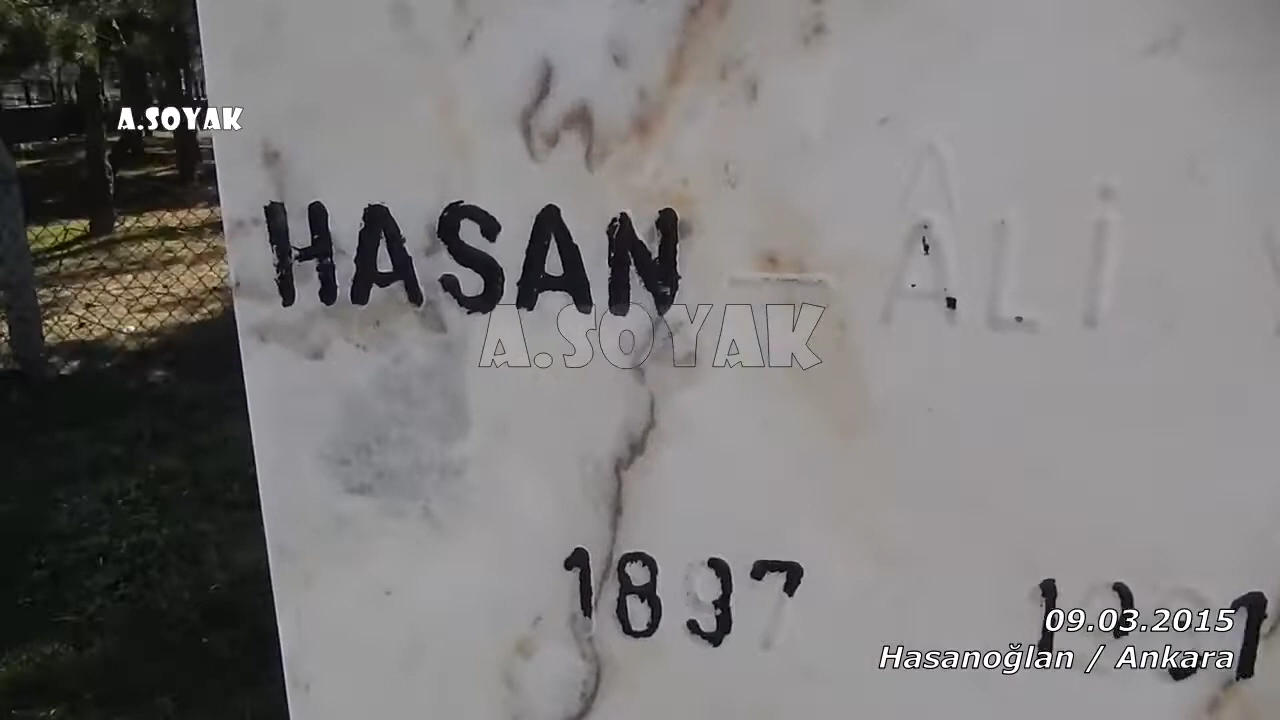 A.SOYAK
HASAN - ALİ
A.SOYAK
1897
09.03.2015
Hasanoğlan / Ankara